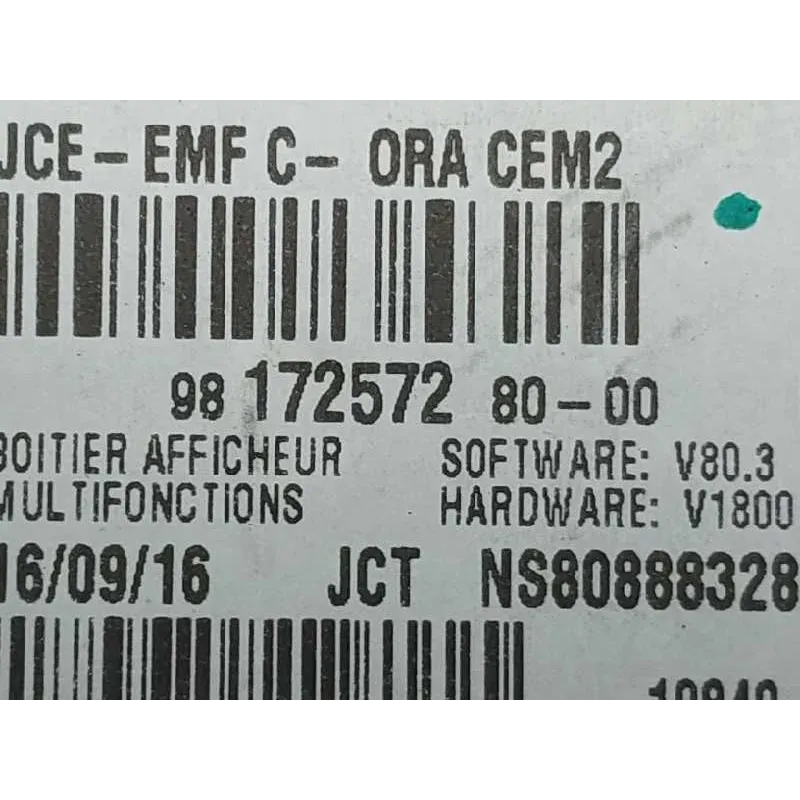 JCE-EMF C- ORA CEM2
98 172572 80-00
BOITIER AFFICHEUR SOFTWARE: V80.3
MULTIFONCTIONS HARDWARE: V1800
16/09/16 JCT NS80888328